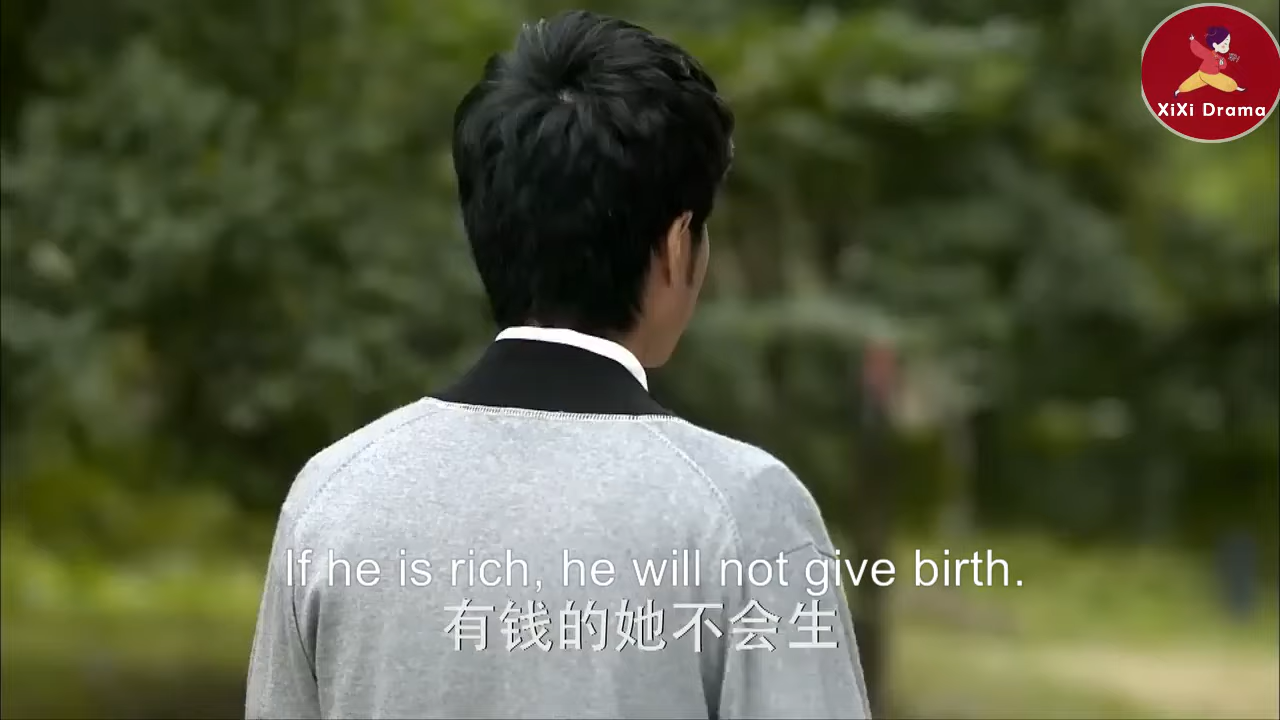 XiXi Drama
If he is rich, he will not give birth.
有钱的她不会生